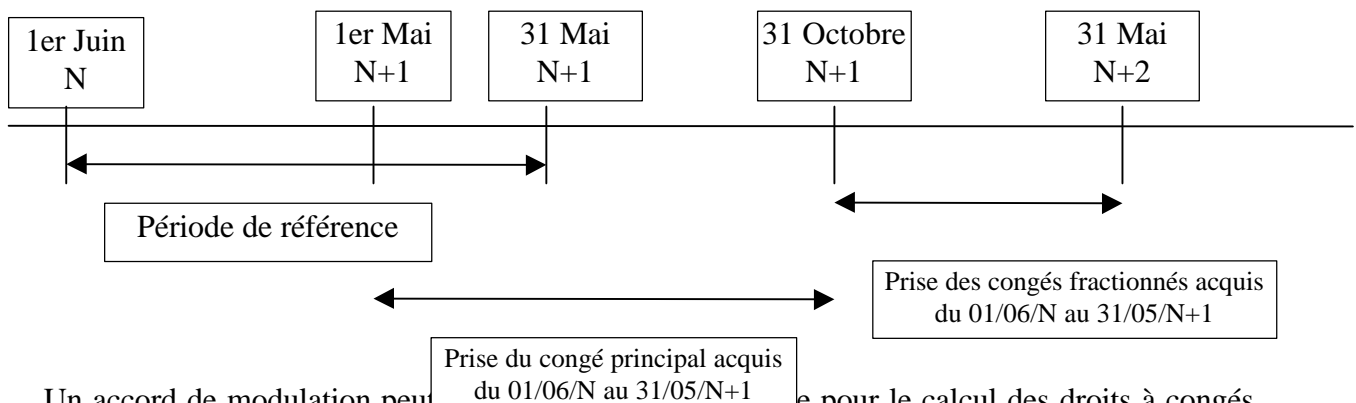 1er Juin
N
1er Mai
N+1
31 Mai
N+1
31 Octobre
N+1
31 Mai
N+2
Période de référence
Prise des congés fractionnés acquis
du 01/06/N au 31/05/N+1
Prise du congé principal acquis
du 01/06/N au 31/05/N+1
Un accord de modulation peut e pour le calcul des droits à congés